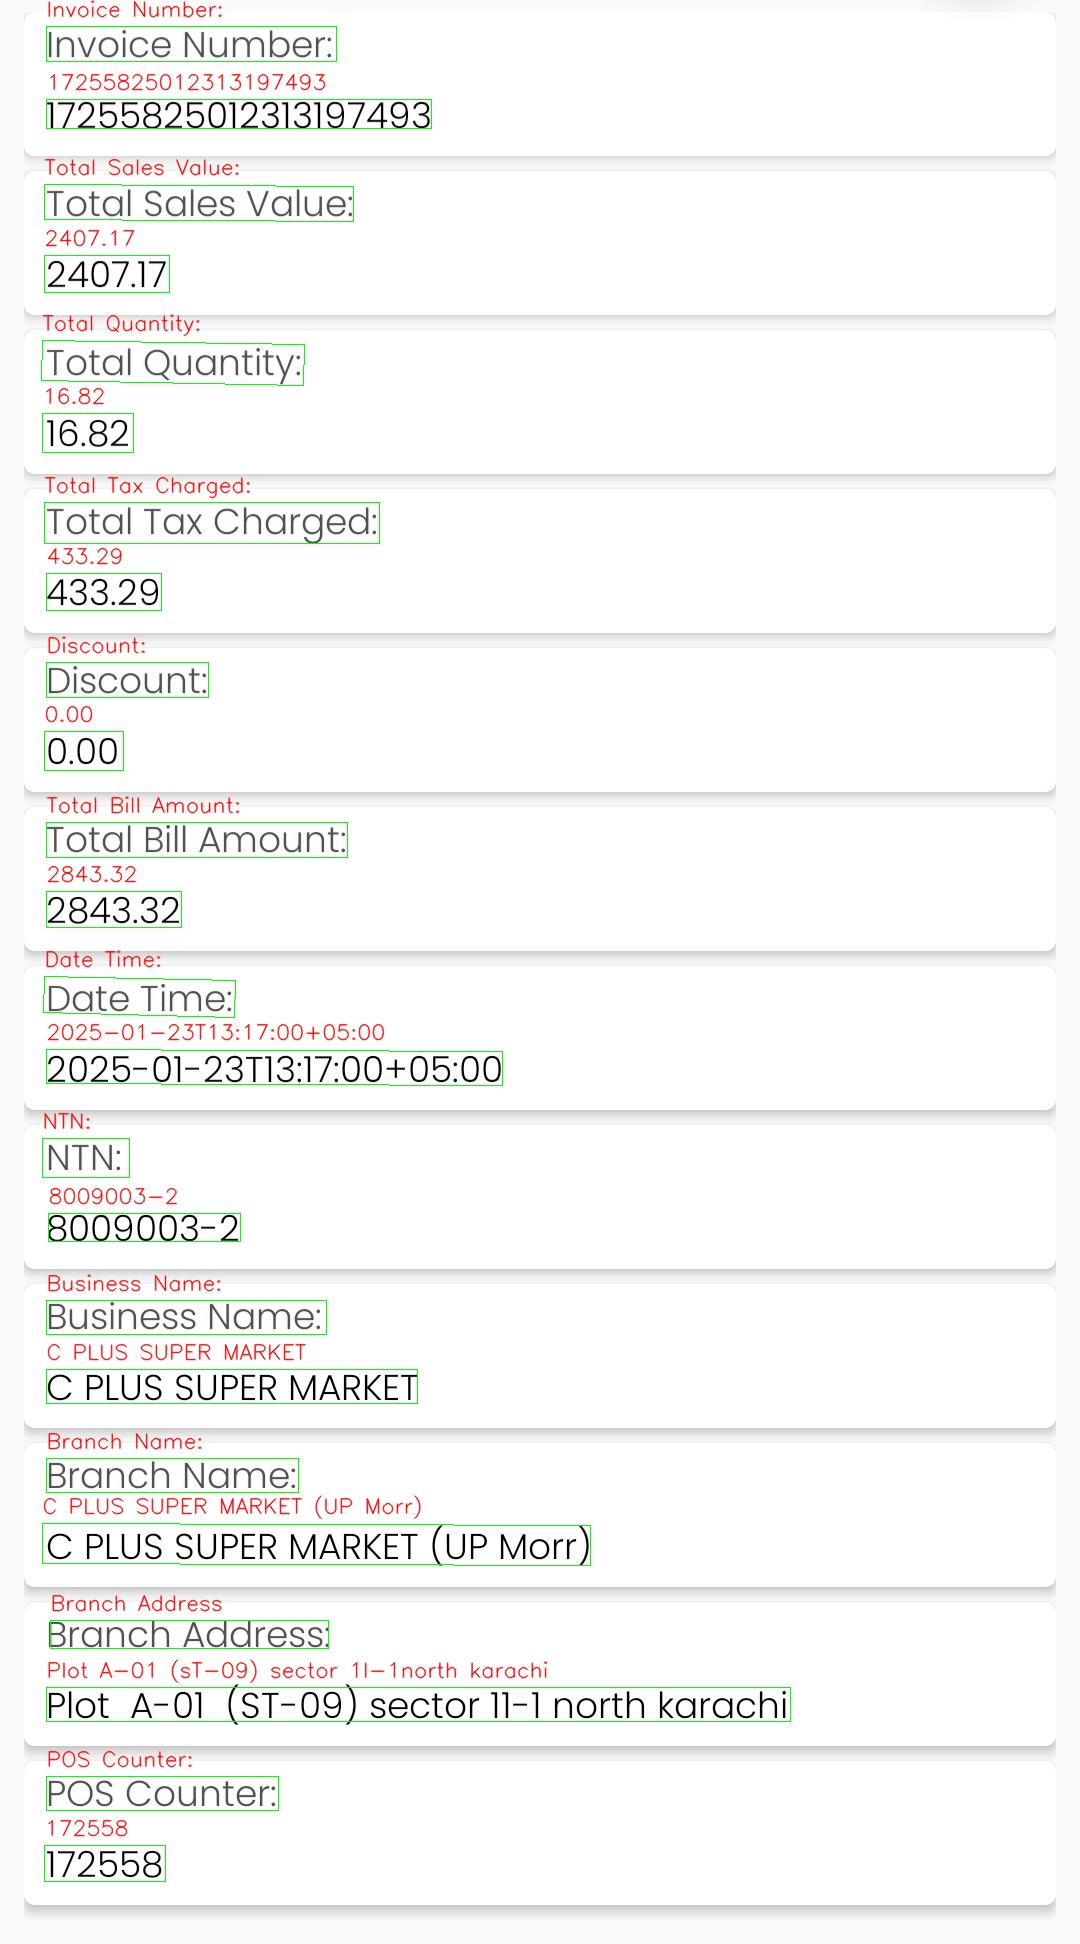 Invoice Number:
Invoice Number:
17255825012313197493
17255825012313197493
Total Sales Value:
Total Sales Value:
2407.17
2407.17
Total Quantity:
Total Quantity:
16.82
16.82
Total Tax Charged:
Total Tax Charged:
433.29
433.29
Discount:
Discount:
0.00
0.00
Total Bill Amount:
Total Bill Amount:
2843.32
2843.32
Date Time:
Date Time:
2025-01-23T13:17:00+05:00
2025-01-23T13:17:00+05:00
NTN:
NTN:
8009003-2
8009003-2
Business Name:
Business Name:
C PLUS SUPER MARKET
C PLUS SUPER MARKET
Branch Name:
Branch Name:
C PLUS SUPER MARKET (UP Morr)
C PLUS SUPER MARKET (UP Morr)
Branch Address
Branch Address:
Plot A-01 (sT-09) sector 1I-1north karachi
Plot A-01 (ST-09) sector 11-1 north karachi
POS Counter:
POS Counter:
172558
172558